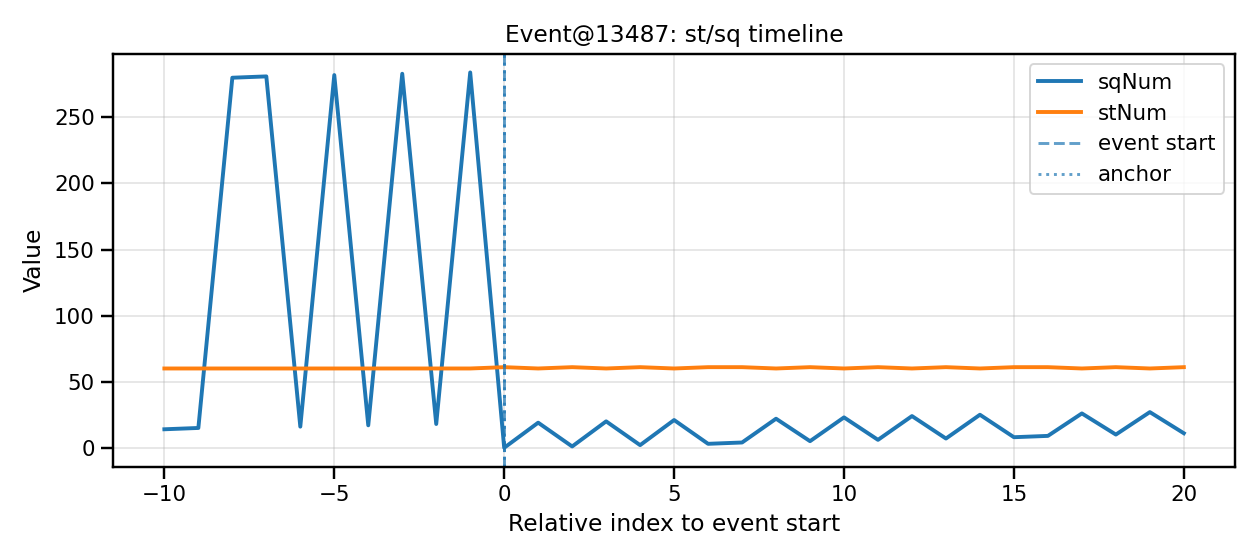 Event@13487: st/sq timeline
Value
250
200
150
100
50
0
−10
−5
0
5
10
15
20
Relative index to event start
sqNum
stNum
event start
anchor